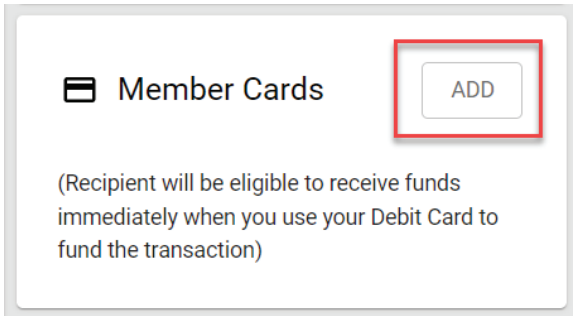 Member Cards ADD
(Recipient will be eligible to receive funds
immediately when you use your Debit Card to
fund the transaction)